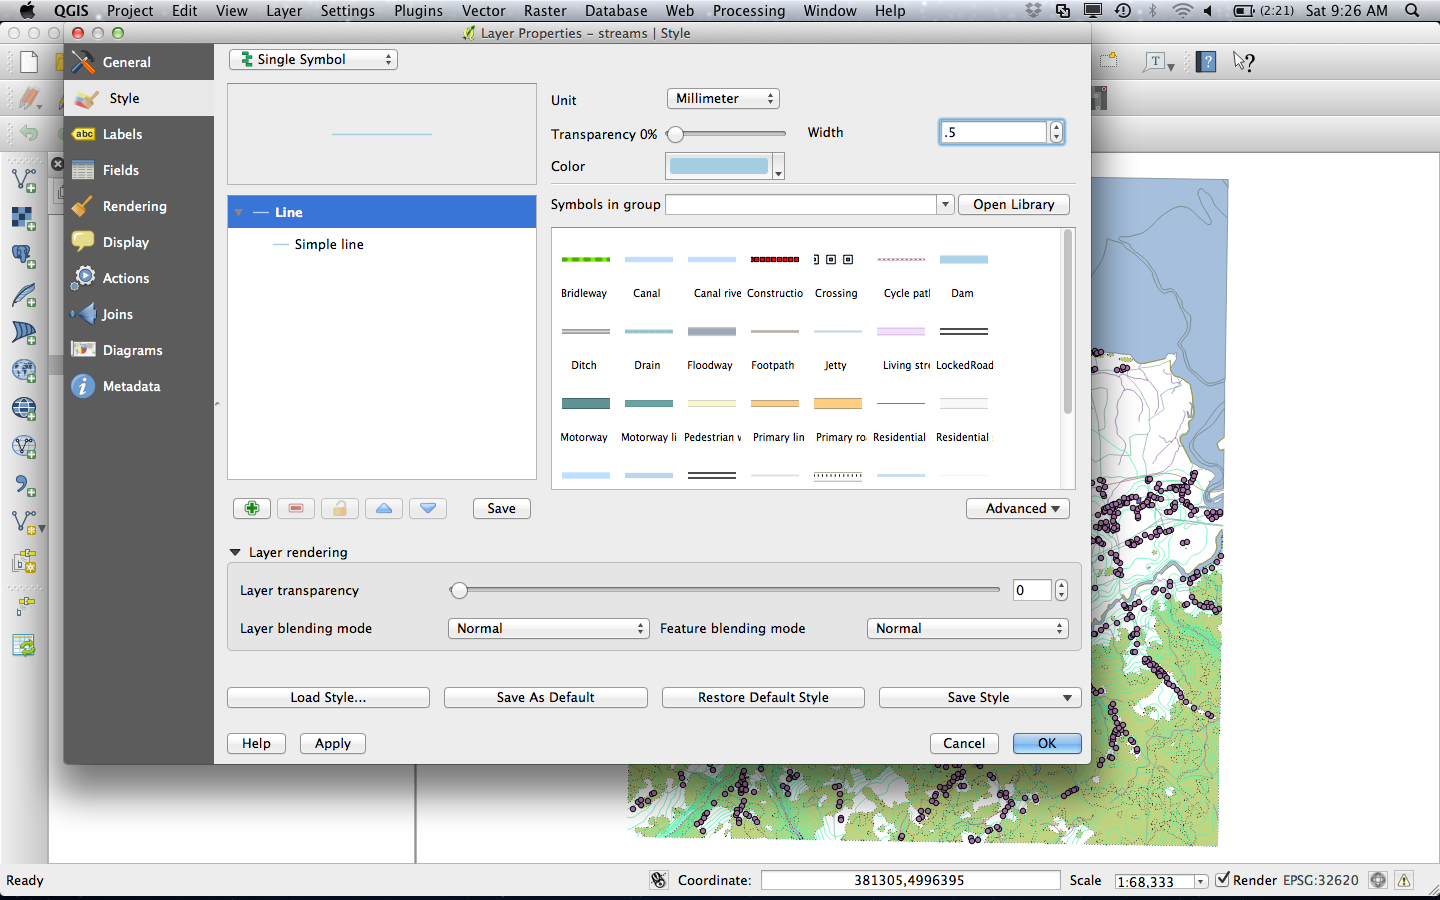 QGIS Project Edit View Layer Settings Plugins Vector Raster Database Web Processing Window Help (2:21) Sat 9:26 AM
Layer Properties – streams | Style
General
Style
Labels
Fields
Rendering
Display
Actions
Joins
Diagrams
Metadata
abc
Single Symbol
Unit Millimeter
Transparency 0% Width .5
Color
Line
Simple line
Symbols in group Open Library
Bridleway Canal Canal rive Constructio Crossing Cycle patl Dam
Ditch Drain Floodway Footpath Jetty Living stre LockedRoad
Motorway Motorway li Pedestrian w Primary lin Primary ro Residential Residential
Save Advanced
Layer rendering
Layer transparency 0
Layer blending mode Normal Feature blending mode Normal
Load Style... Save As Default Restore Default Style Save Style
Help Apply Cancel OK
Ready Coordinate: 381305,4996395 Scale 1:68,333 Render EPSG:32620